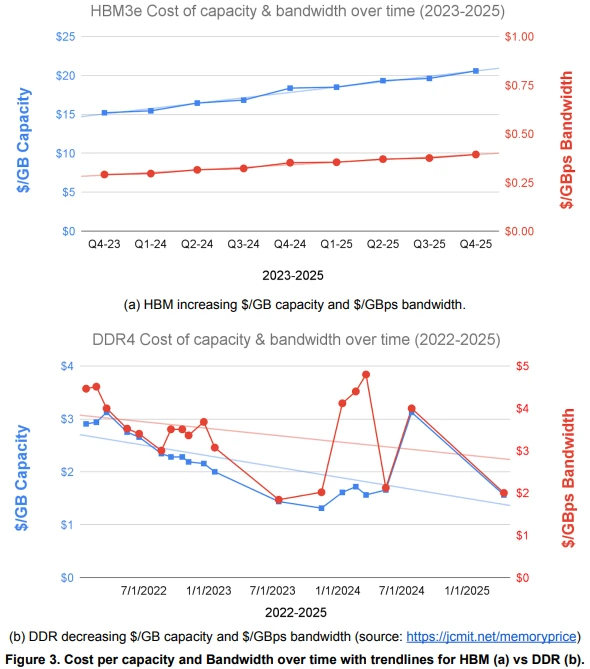 HBM3e Cost of capacity & bandwidth over time (2023-2025)
$25
$20
$15
$10
$5
$0
$/GB Capacity
$1.00
$0.75
$0.50
$0.25
$0.00
$/GBps Bandwidth
Q4-23 Q1-24 Q2-24 Q3-24 Q4-24 Q1-25 Q2-25 Q3-25 Q4-25
2023-2025
(a) HBM increasing $/GB capacity and $/GBps bandwidth.
DDR4 Cost of capacity & bandwidth over time (2022-2025)
$4
$3
$2
$1
$0
$/GB Capacity
$5
$4
$3
$2
$1
$0
$/GBps Bandwidth
7/1/2022 1/1/2023 7/1/2023 1/1/2024 7/1/2024 1/1/2025
2022-2025
(b) DDR decreasing $/GB capacity and $/GBps bandwidth (source: https://jcmit.net/memoryprice)
Figure 3. Cost per capacity and Bandwidth over time with trendlines for HBM (a) vs DDR (b).